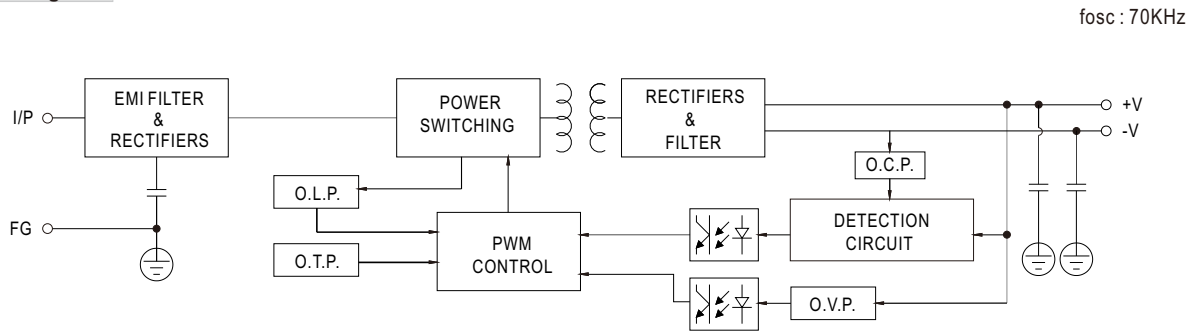 fosc : 70KHz
I/P
EMI FILTER
&
RECTIFIERS
POWER
SWITCHING
RECTIFIERS
&
FILTER
+V
-V
O.C.P.
O.L.P.
FG
PWM
CONTROL
DETECTION
CIRCUIT
O.T.P.
O.V.P.